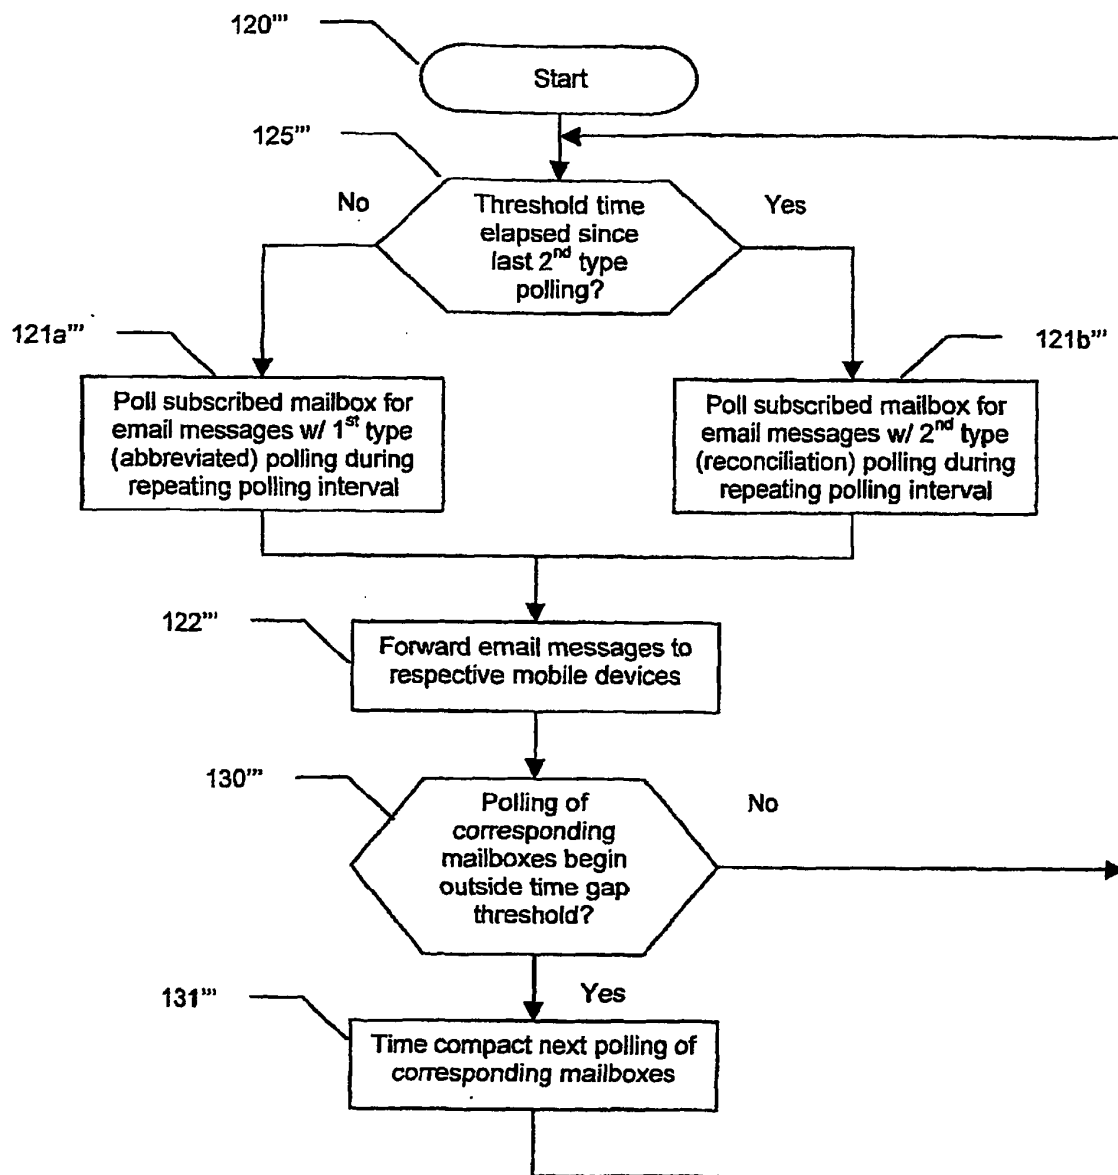 120'''
Start
125'''
No
Threshold time
elapsed since
last 2nd type
polling?
Yes
121a'''
121b'''
Poll subscribed mailbox for
email messages w/ 1st type
(abbreviated) polling during
repeating polling interval
Poll subscribed mailbox for
email messages w/ 2nd type
(reconciliation) polling during
repeating polling interval
122'''
Forward email messages to
respective mobile devices
130'''
Polling of
corresponding
mailboxes begin
outside time gap
threshold?
No
Yes
131'''
Time compact next polling of
corresponding mailboxes